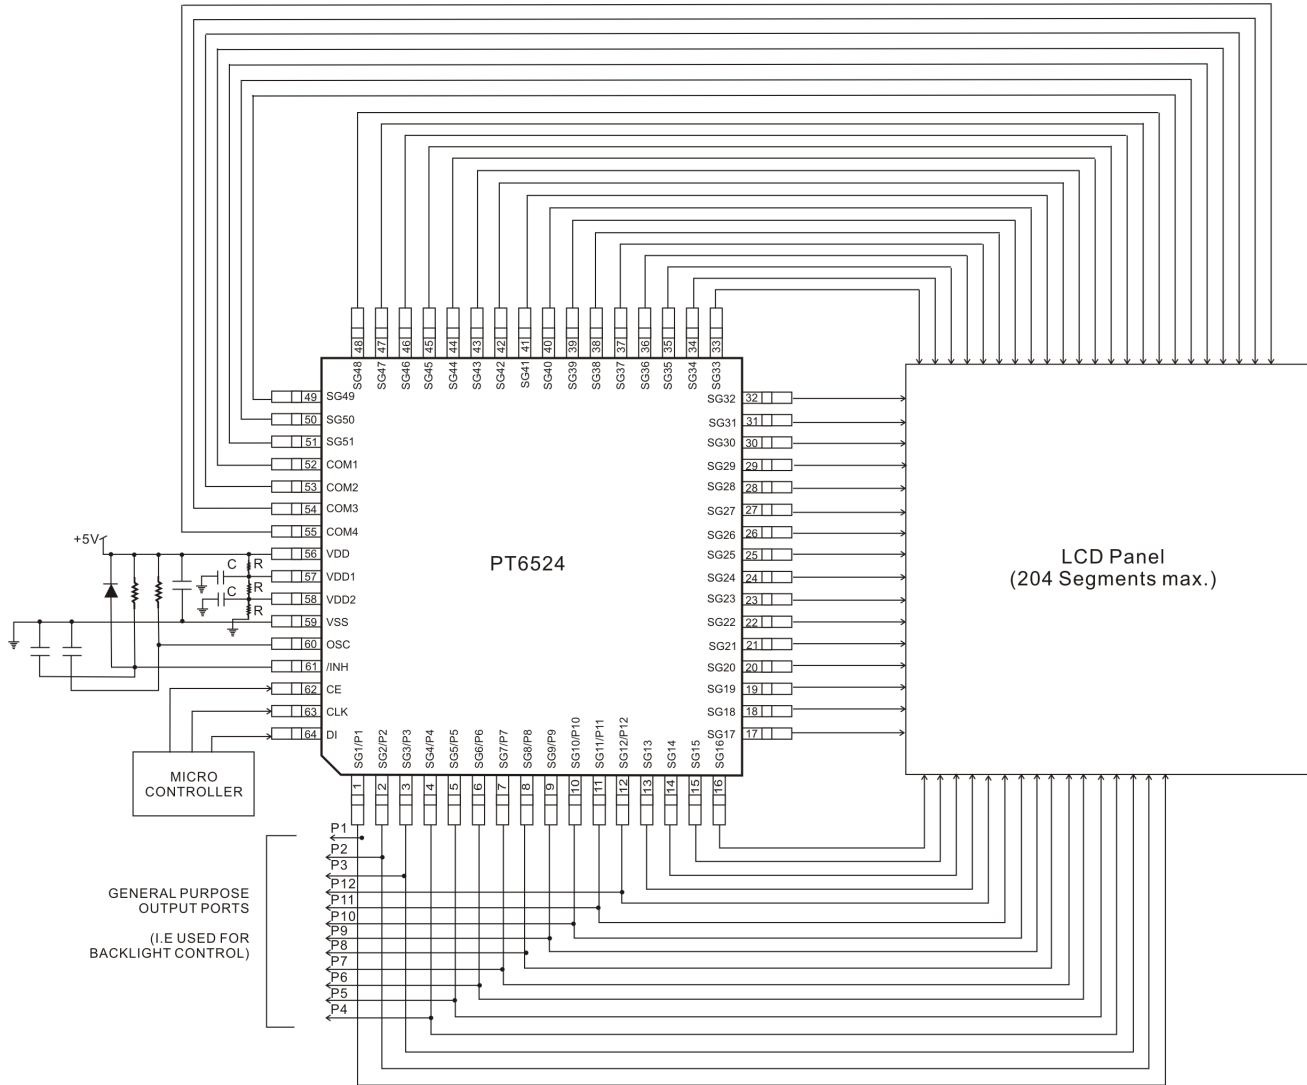 48
47
46
45
44
43
42
41
40
39
38
37
36
35
34
33
SG48
SG47
SG46
SG45
SG44
SG43
SG42
SG41
SG40
SG39
SG38
SG37
SG36
SG35
SG34
SG33
49 SG49
50 SG50
51 SG51
52 COM1
53 COM2
54 COM3
55 COM4
56 VDD
57 VDD1
58 VDD2
59 VSS
60 OSC
61 /INH
62 CE
63 CLK
64 DI
+5V
C
R
C
R
R
PT6524
SG32 32
SG31 31
SG30 30
SG29 29
SG28 28
SG27 27
SG26 26
SG25 25
SG24 24
SG23 23
SG22 22
SG21 21
SG20 20
SG19 19
SG18 18
SG17 17
LCD Panel
(204 Segments max.)
MICRO
CONTROLLER
SG1/P1
SG2/P2
SG3/P3
SG4/P4
SG5/P5
SG6/P6
SG7/P7
SG8/P8
SG9/P9
SG10/P10
SG11/P11
SG12/P12
SG13
SG14
SG15
SG16
1
2
3
4
5
6
7
8
9
10
11
12
13
14
15
16
P1
P2
P3
P12
P11
P10
P9
P8
P7
P6
P5
P4
GENERAL PURPOSE
OUTPUT PORTS
(I.E USED FOR
BACKLIGHT CONTROL)